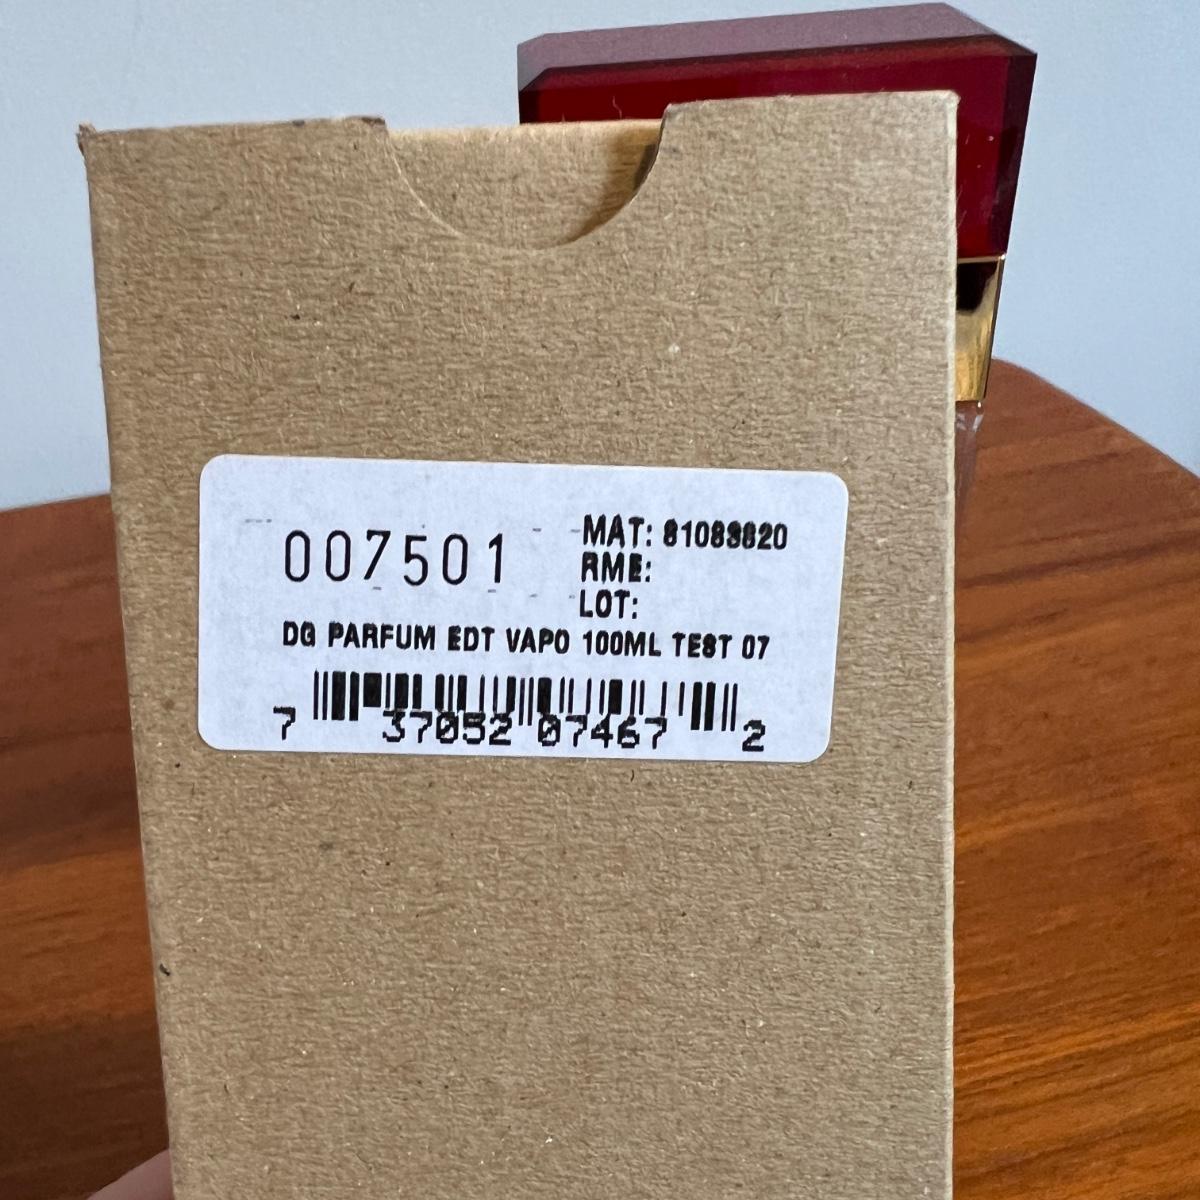 007501
MAT: 81083820
RME:
LOT:
DG PARFUM EDT VAPO 100ML TEST 07
7 37052 07467 2